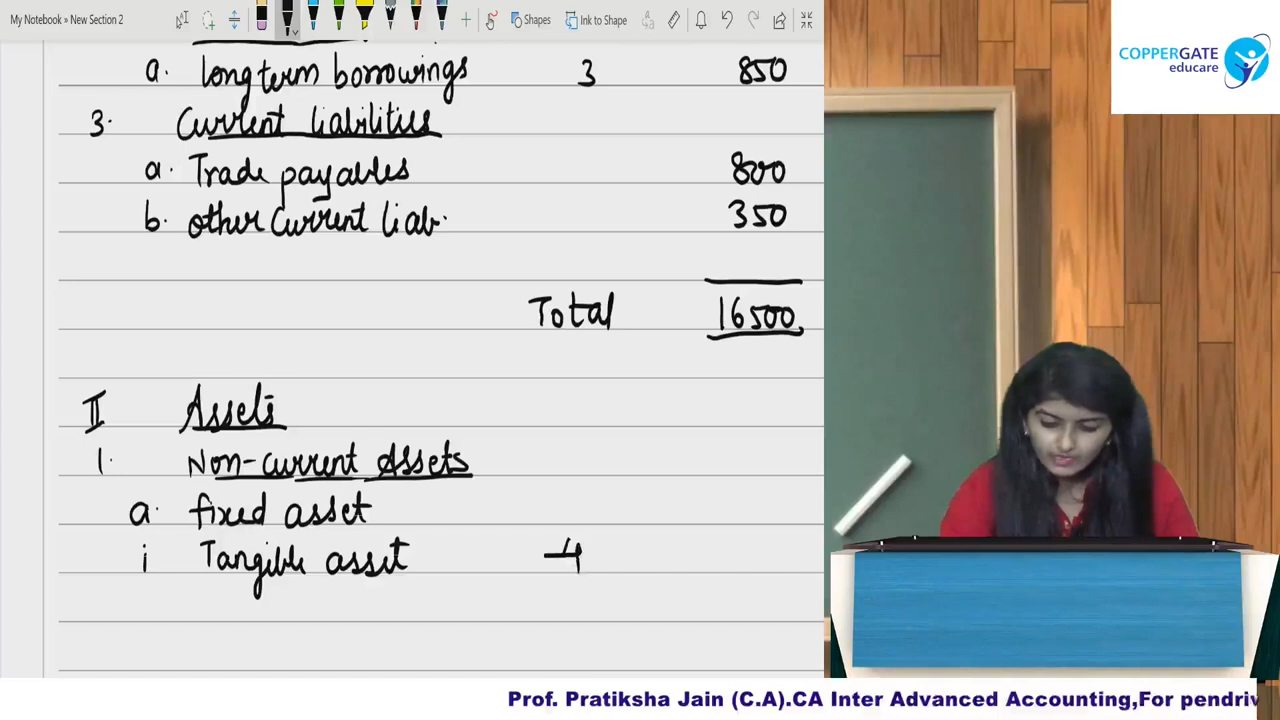 My Notebook » New Section 2
Shapes
Ink to Shape
a. long term borrowings 3 850
3. Current liabilities
a. Trade payables 800
b. other current liab. 350
Total 16500
II Assets
1. Non-current Assets
a. fixed asset
i Tangible asset 4
COPPERGATE
educare
Prof. Pratiksha Jain (C.A).CA Inter Advanced Accounting,For pendriv